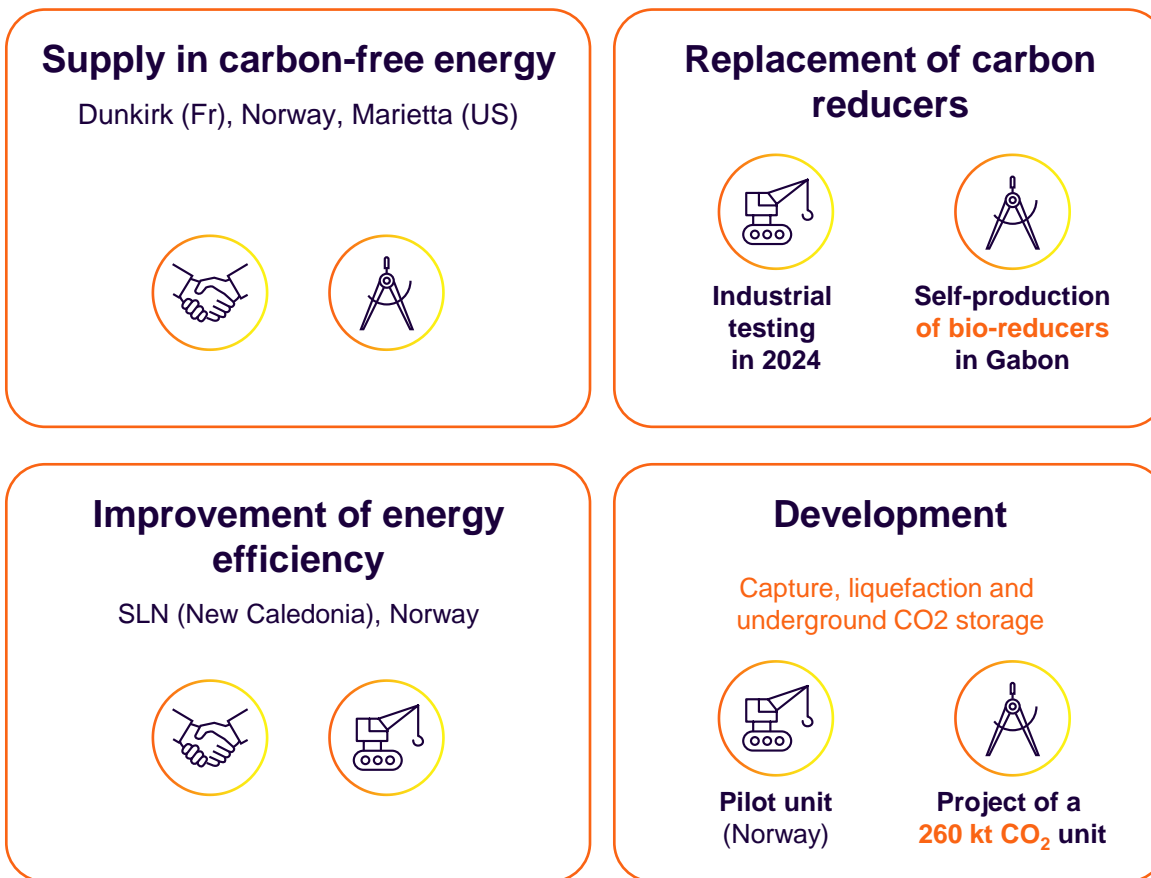 Supply in carbon-free energy
Dunkirk (Fr), Norway, Marietta (US)
Replacement of carbon
reducers
Industrial
testing
in 2024
Self-production
of bio-reducers
in Gabon
Improvement of energy
efficiency
SLN (New Caledonia), Norway
Development
Capture, liquefaction and
underground CO2 storage
Pilot unit
(Norway)
Project of a
260 kt CO₂ unit